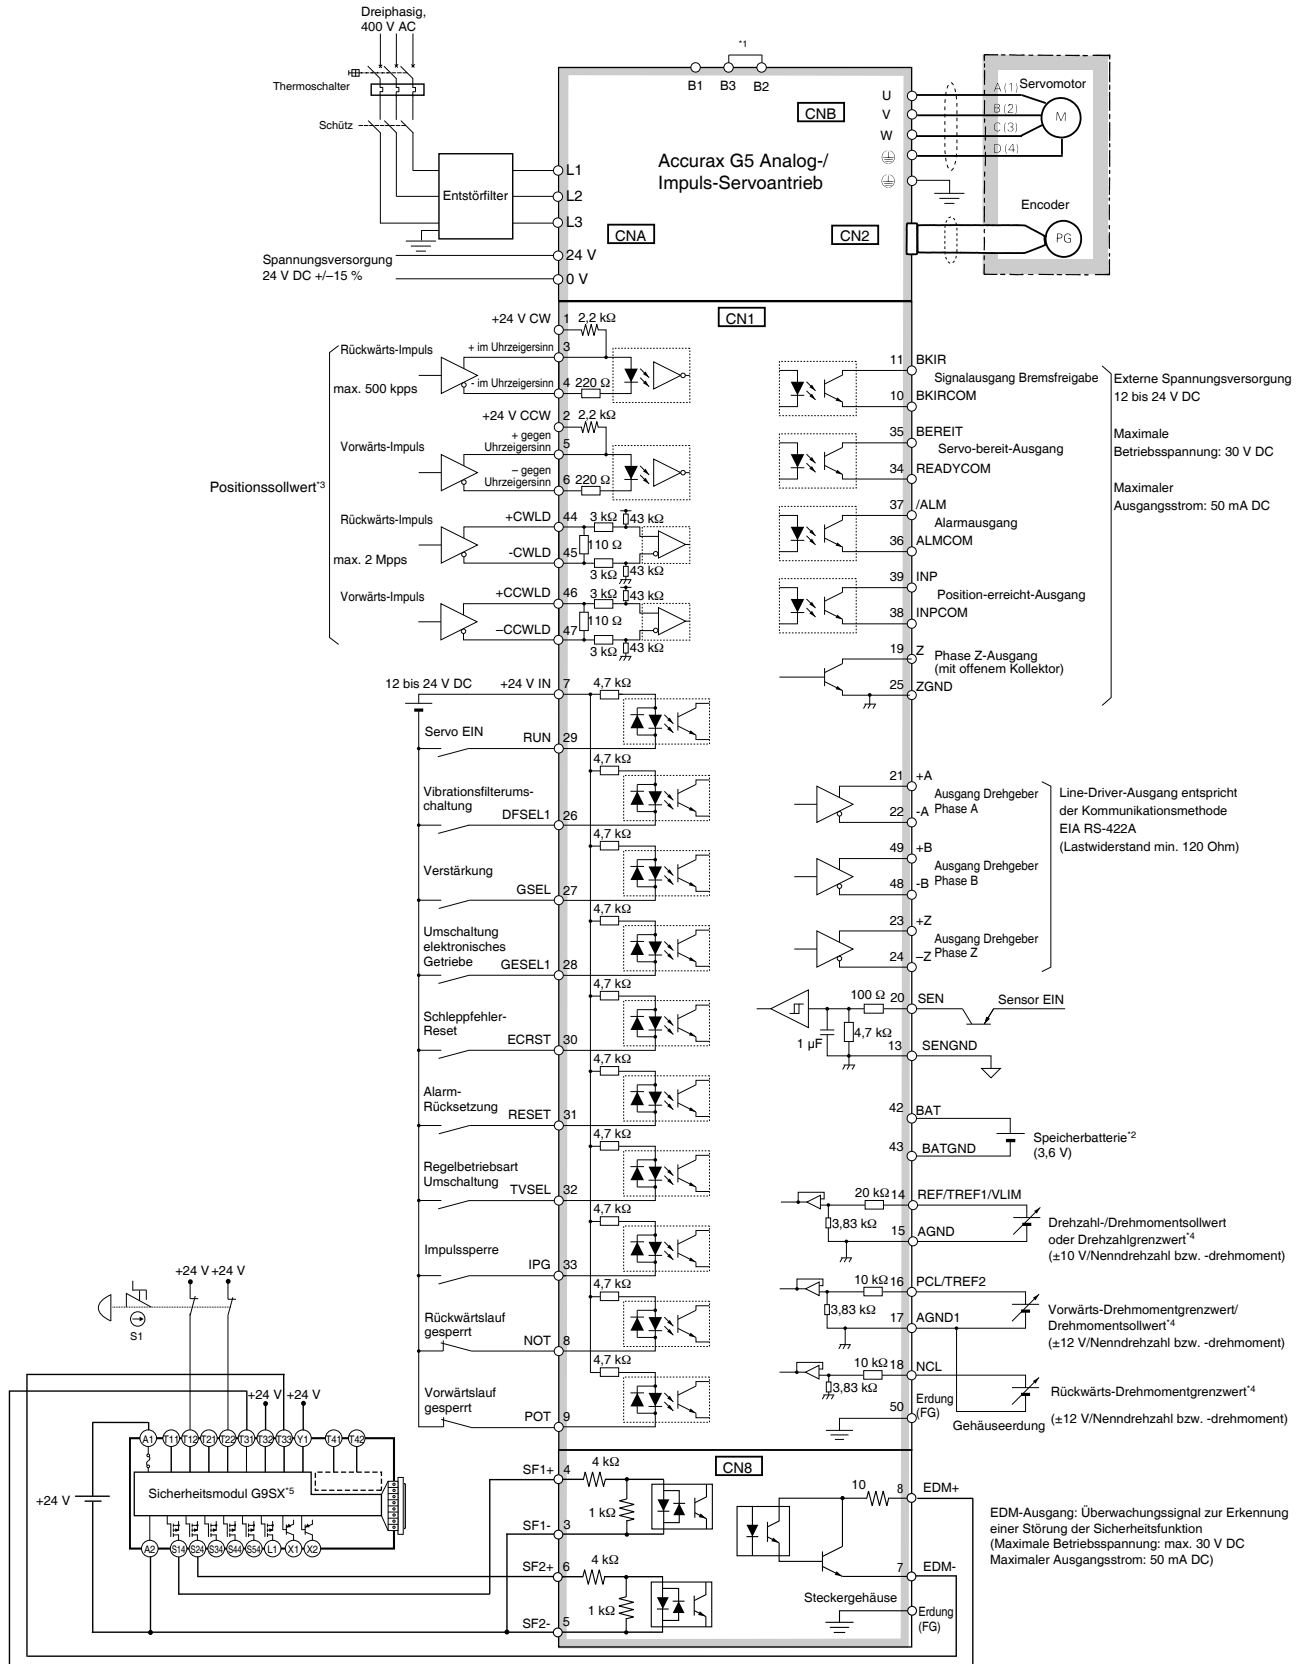 Dreiphasig,
400 V AC
Thermoschalter
Schütz
Entstörfilter
Spannungsversorgung
24 V DC +/–15 %
*1
B1
B3
B2
CNB
Accurax G5 Analog-/
Impuls-Servoantrieb
CNA
CN2
L1
L2
L3
24 V
0 V
U
V
W
A (1)
B (2)
C (3)
D (4)
Servomotor
M
Encoder
PG
CN1
Positionssollwert*3
+24 V CW
1
2,2 kΩ
Rückwärts-Impuls
+ im Uhrzeigersinn
3
max. 500 kpps
- im Uhrzeigersinn
4
220 Ω
+24 V CCW
2
2,2 kΩ
Vorwärts-Impuls
+ gegen
Uhrzeigersinn
5
– gegen
Uhrzeigersinn
6
220 Ω
Rückwärts-Impuls
+CWLD
44
3 kΩ
43 kΩ
110 Ω
max. 2 Mpps
-CWLD
45
3 kΩ
43 kΩ
Vorwärts-Impuls
+CCWLD
46
3 kΩ
43 kΩ
110 Ω
–CCWLD
47
3 kΩ
43 kΩ
12 bis 24 V DC
+24 V IN
7
4,7 kΩ
Servo EIN
RUN
29
4,7 kΩ
Vibrationsfilterums-
chaltung
DFSEL1
26
4,7 kΩ
Verstärkung
GSEL
27
4,7 kΩ
Umschaltung
elektronisches
Getriebe
GESEL1
28
4,7 kΩ
Schleppfehler-
Reset
ECRST
30
4,7 kΩ
Alarm-
Rücksetzung
RESET
31
4,7 kΩ
Regelbetriebsart
Umschaltung
TVSEL
32
4,7 kΩ
Impulssperre
IPG
33
4,7 kΩ
Rückwärtslauf
gesperrt
NOT
8
4,7 kΩ
Vorwärtslauf
gesperrt
POT
9
11 BKIR
Signalausgang Bremsfreigabe
10 BKIRCOM
35 BEREIT
Servo-bereit-Ausgang
34 READYCOM
37 /ALM
Alarmausgang
36 ALMCOM
39 INP
Position-erreicht-Ausgang
38 INPCOM
19 Z
Phase Z-Ausgang
(mit offenem Kollektor)
25 ZGND
Externe Spannungsversorgung
12 bis 24 V DC
Maximale
Betriebsspannung: 30 V DC
Maximaler
Ausgangsstrom: 50 mA DC
21 +A
Ausgang Drehgeber
Phase A
22 -A
49 +B
Ausgang Drehgeber
Phase B
48 -B
23 +Z
Ausgang Drehgeber
Phase Z
24 –Z
Line-Driver-Ausgang entspricht
der Kommunikationsmethode
EIA RS-422A
(Lastwiderstand min. 120 Ohm)
100 Ω
20 SEN
Sensor EIN
1 µF
4,7 kΩ
13 SENGND
42 BAT
43 BATGND
Speicherbatterie*2
(3,6 V)
20 kΩ
14 REF/TREF1/VLIM
3,83 kΩ
15 AGND
Drehzahl-/Drehmomentsollwert
oder Drehzahlgrenzwert*4
(±10 V/Nenndrehzahl bzw. -drehmoment)
10 kΩ
16 PCL/TREF2
3,83 kΩ
17 AGND1
Vorwärts-Drehmomentgrenzwert/
Drehmomentsollwert*4
(±12 V/Nenndrehzahl bzw. -drehmoment)
10 kΩ
18 NCL
3,83 kΩ
Rückwärts-Drehmomentgrenzwert*4
(±12 V/Nenndrehzahl bzw. -drehmoment)
50
Erdung
(FG)
Gehäuseerdung
+24 V +24 V
S1
+24 V +24 V
A1
T11
T12
T21
T22
T31
T32
T33
Y1
T41
T42
+24 V
Sicherheitsmodul G9SX*5
A2
S14
S24
S34
S44
S54
L1
X1
X2
CN8
SF1+
4
4 kΩ
1 kΩ
SF1-
3
SF2+
6
4 kΩ
1 kΩ
SF2-
5
10
8
EDM+
7
EDM-
Steckergehäuse
Erdung
(FG)
EDM-Ausgang: Überwachungssignal zur Erkennung
einer Störung der Sicherheitsfunktion
(Maximale Betriebsspannung: max. 30 V DC
Maximaler Ausgangsstrom: 50 mA DC)